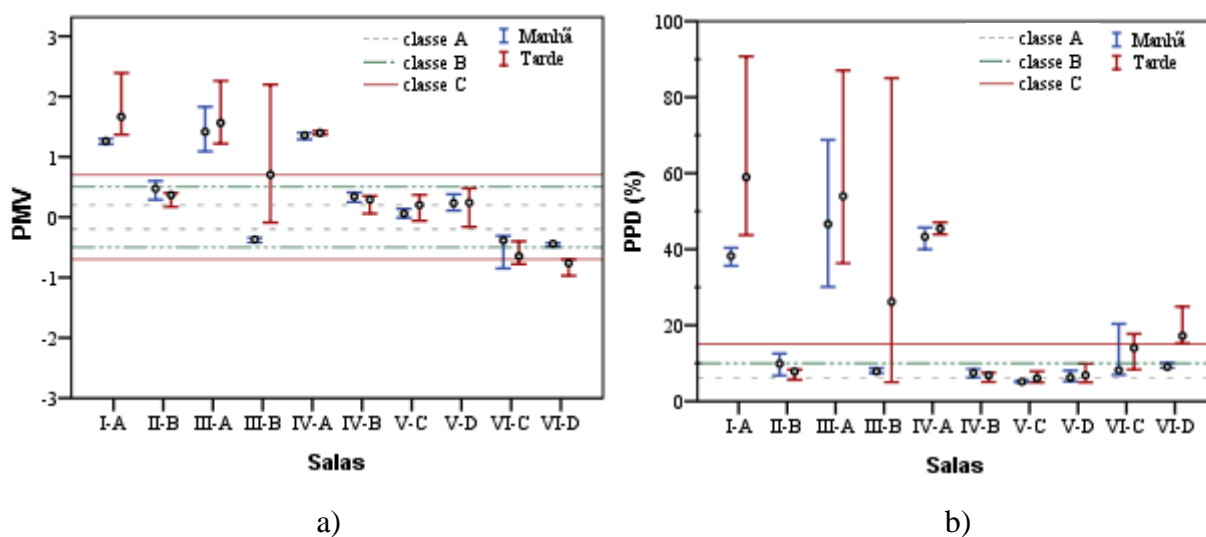 classe A
classe B
classe C
Manhã
Tarde
PMV
3
2
1
0
-1
-2
-3
I-A II-B III-A III-B IV-A IV-B V-C V-D VI-C VI-D
Salas
a)
classe A
classe B
classe C
Manhã
Tarde
PPD (%)
100
80
60
40
20
0
I-A II-B III-A III-B IV-A IV-B V-C V-D VI-C VI-D
Salas
b)